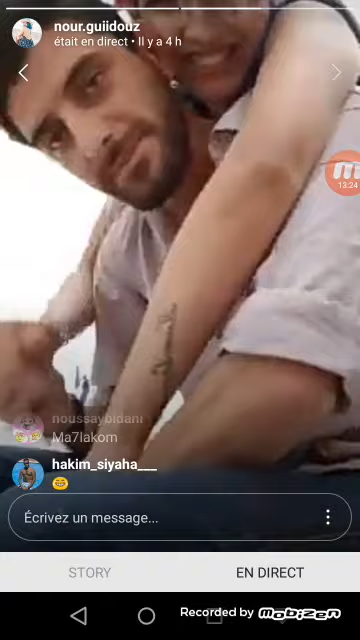 nour.guiidouz
était en direct • Il y a 4 h
13:24
noussaybidani
Ma7lakom
hakim_siyaha___
Écrivez un message...
STORY
EN DIRECT
Recorded by mobizen